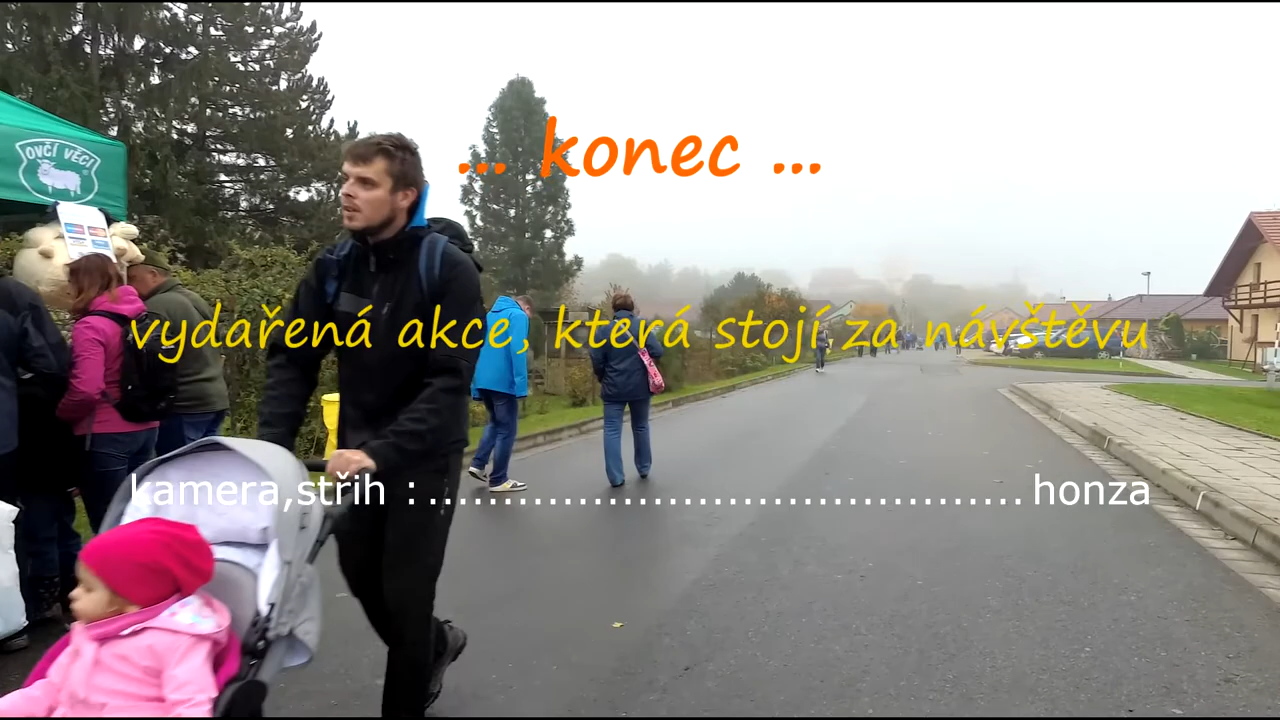 OVČÍ VĚCI
... konec ...
vydařená akce, která stojí za návštěvu
kamera,střih :........................................honza